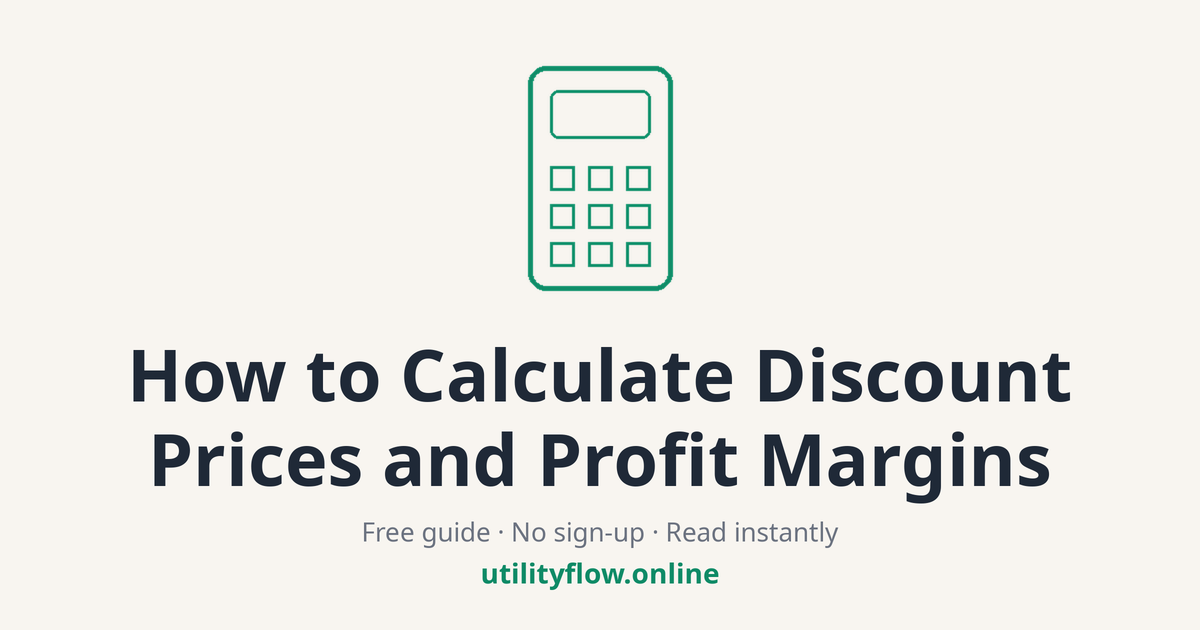 How to Calculate Discount
Prices and Profit Margins
Free guide · No sign-up · Read instantly
utilityflow.online